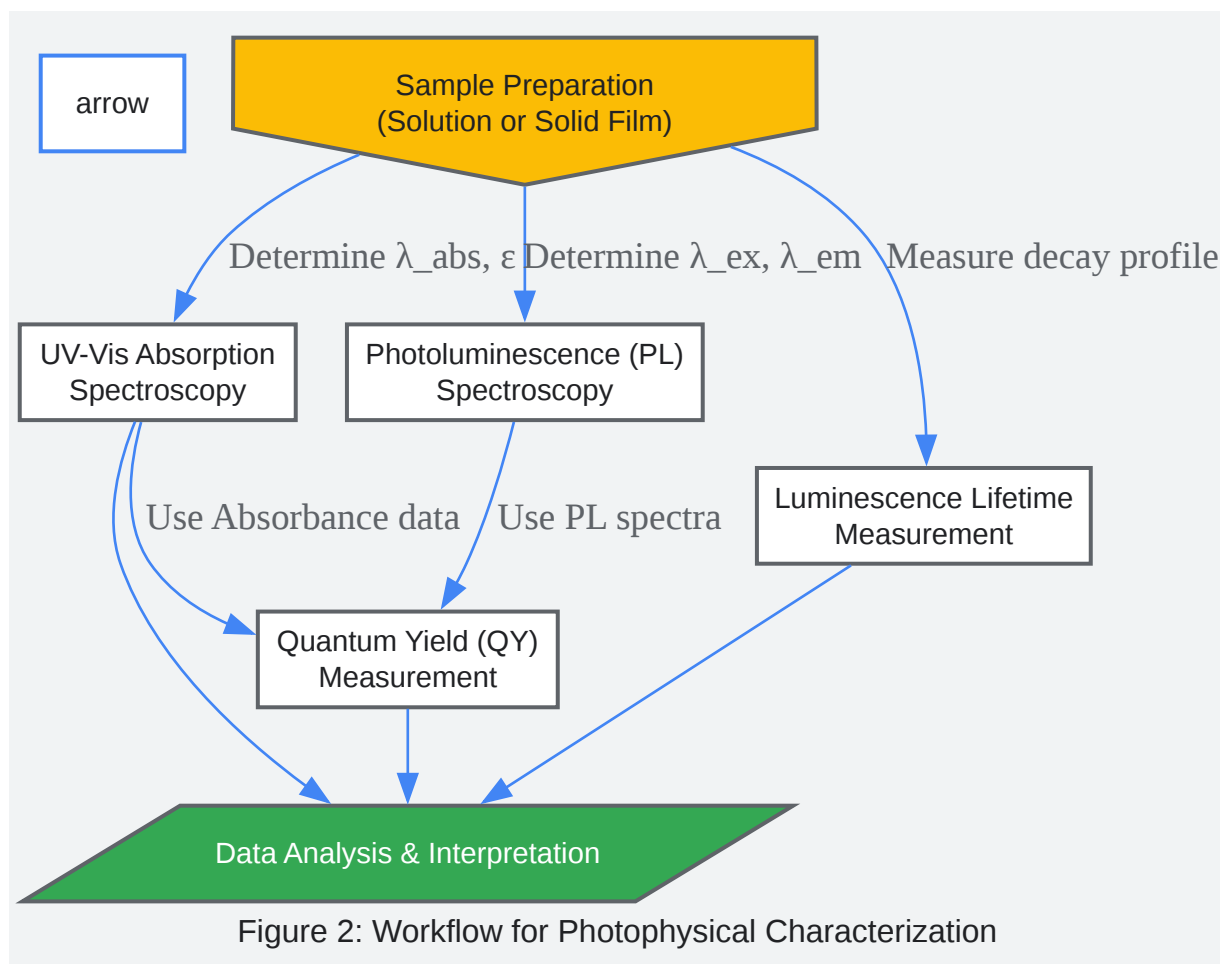 arrow
Sample Preparation
(Solution or Solid Film)
Determine λ_abs, ε
Determine λ_ex, λ_em
Measure decay profile
UV-Vis Absorption
Spectroscopy
Photoluminescence (PL)
Spectroscopy
Luminescence Lifetime
Measurement
Use Absorbance data
Use PL spectra
Quantum Yield (QY)
Measurement
Data Analysis & Interpretation
Figure 2: Workflow for Photophysical Characterization